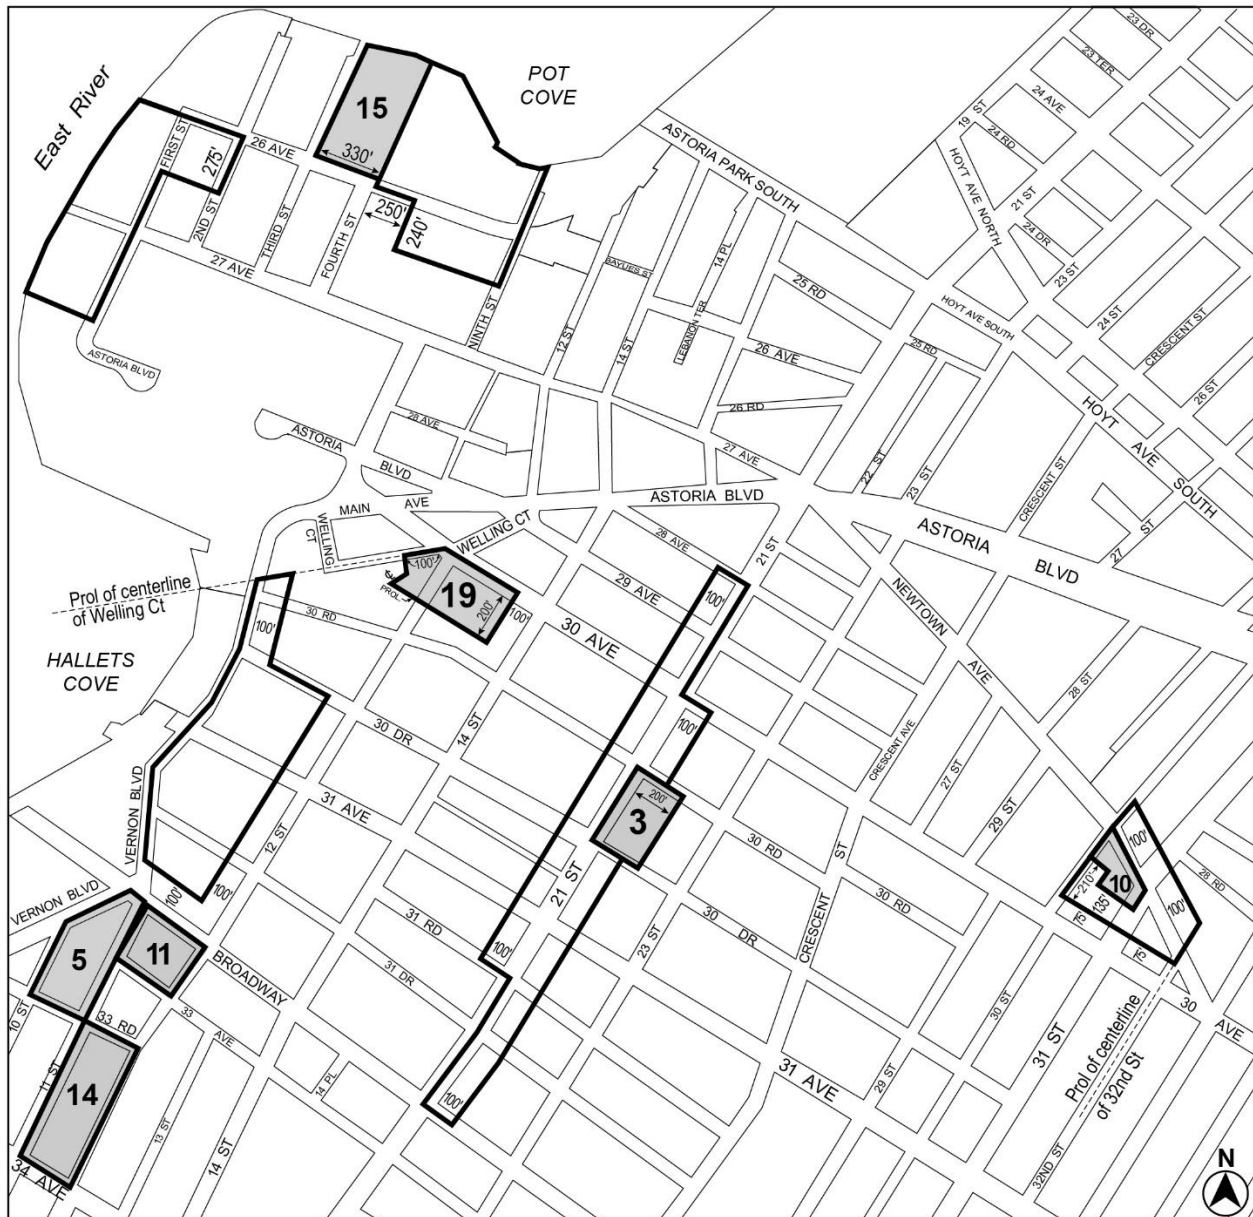 23 DR
23 TER
24 AVE
19 ST
24 RD
POT
COVE
East River
15
330'
FIRST ST
275'
26 AVE
2ND ST
THIRD ST
FOURTH ST
250'
240'
27 AVE
NINTH ST
ASTORIA PARK SOUTH
HOYT AVE NORTH
21 ST
24 DR
23 ST
24 ST
CRESCENT ST
26 ST
BAYLIES ST
14 PL
25 RD
HOYT AVE SOUTH
25 RD
12 ST
14 ST
LEBANON TER
26 AVE
26 RD
27 AVE
ASTORIA BLVD
28 AVE
ASTORIA
BLVD
22 ST
23 ST
CRESCENT ST
HOYT AVE SOUTH
27 ST
MAIN AVE
WELLING CT
WELLING CT
ASTORIA BLVD
28 AVE
21 ST
ASTORIA
BLVD
Prol of centerline
of Welling Ct
100'
PROL.
19
200'
100'
29 AVE
100'
NEWTOWN
AVE
30 RD
100'
30 AVE
28 ST
HALLETS
COVE
14 ST
30 DR
100'
CRESCENT AVE
27 ST
29 ST
VERNON BLVD
12 ST
31 AVE
200'
3
30 RD
ST
30 RD
100'
28 RD
10
210'
135'
75'
75'
100'
VERNON BLVD
100'
100'
21 ST
31 RD
30 DR
CRESCENT
5
11
BROADWAY
31 DR
100'
23 ST
30 ST
31 ST
30 AVE
10 ST
33 RD
33 AVE
Prol of centerline
of 32nd St
11 ST
14
14 PL
100'
31 AVE
29 ST
13 ST
14 ST
32ND ST
34 AVE
N